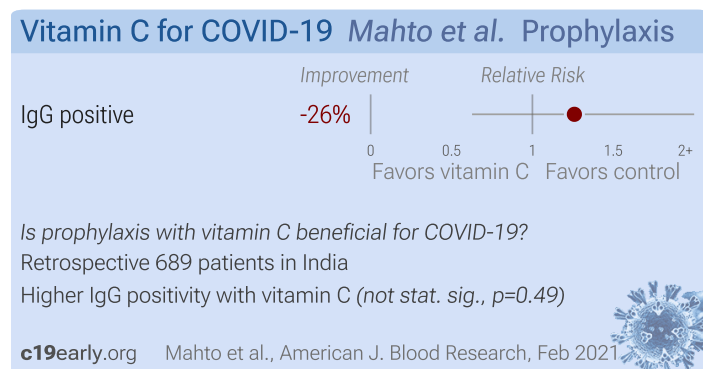 Vitamin C for COVID-19 Mahto et al. Prophylaxis
Improvement Relative Risk
IgG positive -26%
0 0.5 1 1.5 2+
Favors vitamin C Favors control
Is prophylaxis with vitamin C beneficial for COVID-19?
Retrospective 689 patients in India
Higher IgG positivity with vitamin C (not stat. sig., p=0.49)
c19early.org Mahto et al., American J. Blood Research, Feb 2021